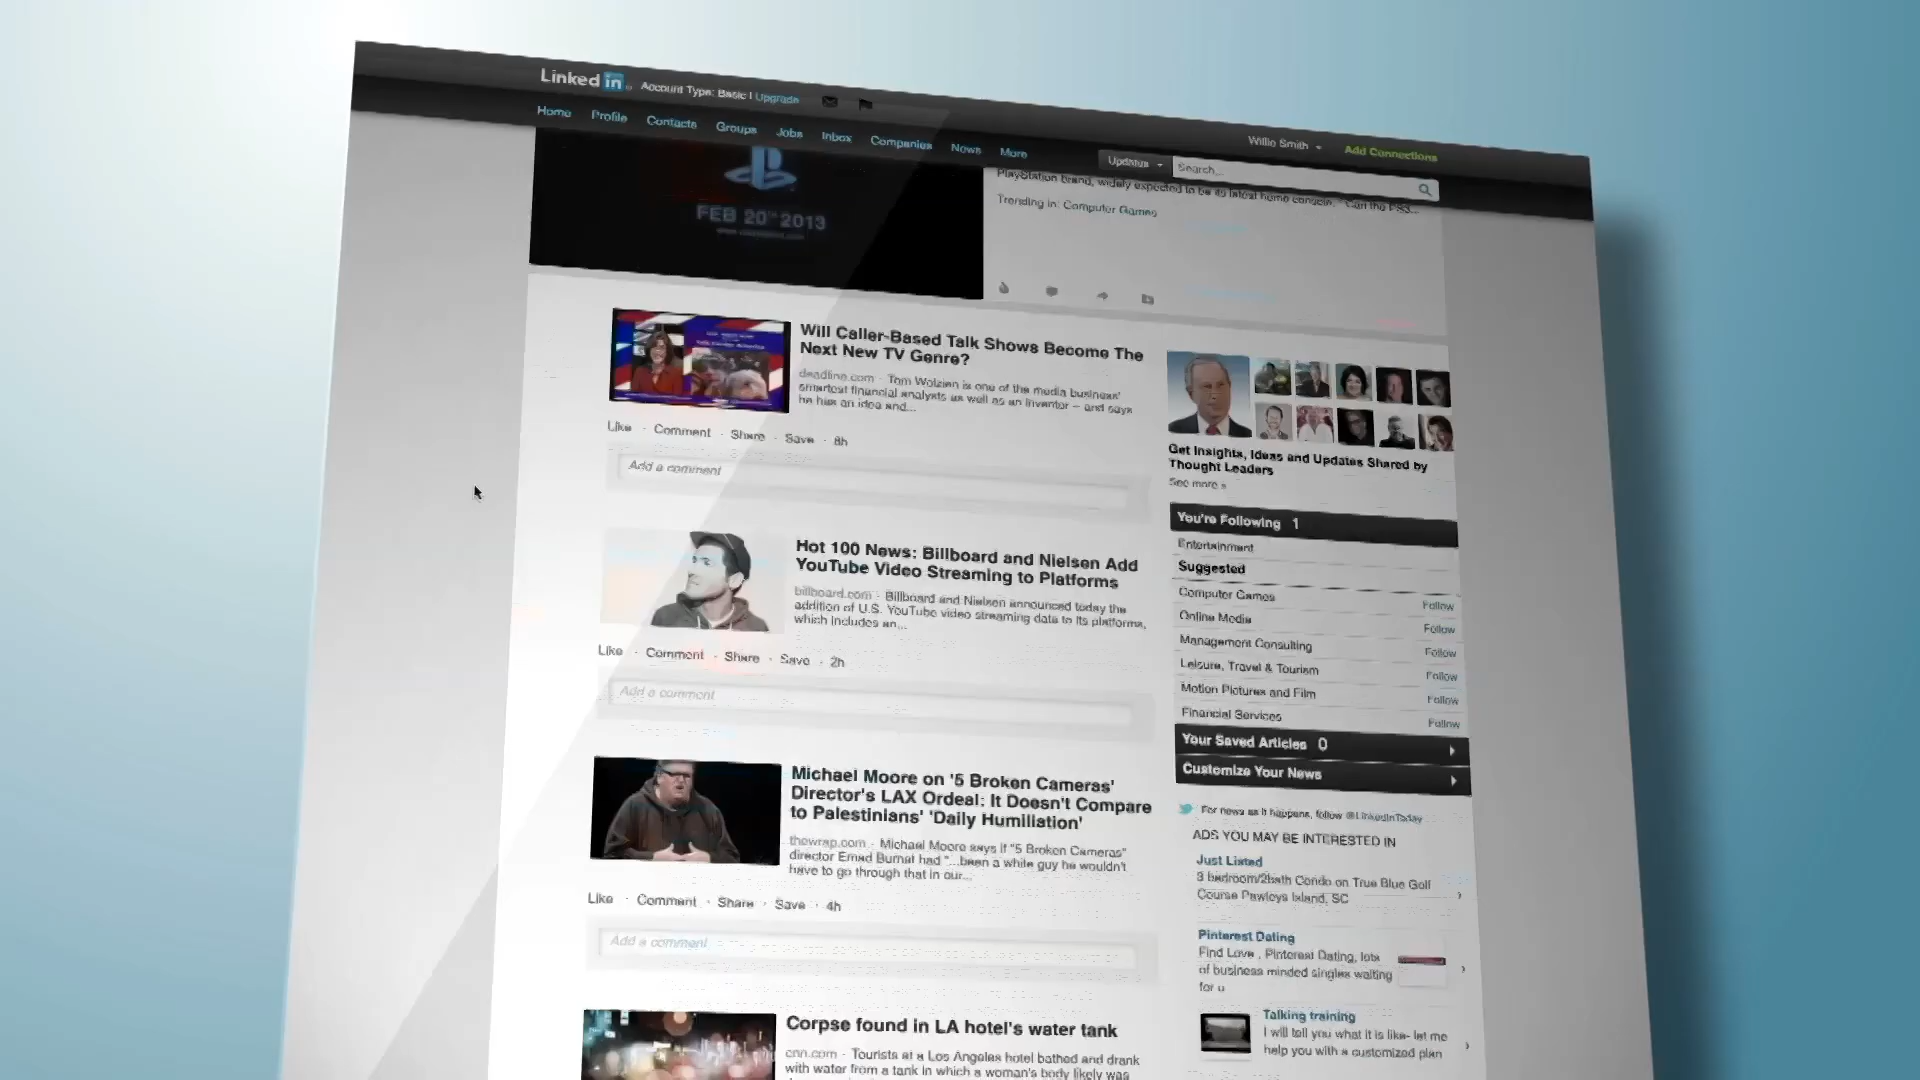 Linked in
Account Type: Basic | Upgrade
Home Profile Contacts Groups Jobs Inbox Companies News More
Willie Smith
Add Connections
Updates
Search...
FEB 20TH 2013
PlayStation brand, widely expected to be its latest home console. "Can the PS3...
Trending in: Computer Games
Will Caller-Based Talk Shows Become The
Next New TV Genre?
deadline.com - Tom Wolzien is one of the media business'
smartest financial analysts as well as an inventor – and says
he has an idea and...
Like · Comment · Share · Save · 8h
Add a comment
Hot 100 News: Billboard and Nielsen Add
YouTube Video Streaming to Platforms
billboard.com - Billboard and Nielsen announced today the
addition of U.S. YouTube video streaming data to its platforms,
which includes an...
Like · Comment · Share · Save · 2h
Add a comment
Michael Moore on '5 Broken Cameras'
Director's LAX Ordeal: It Doesn't Compare
to Palestinians' 'Daily Humiliation'
thewrap.com - Michael Moore says if "5 Broken Cameras"
director Emad Burnat had "...been a white guy he wouldn't
have to go through that in our...
Like · Comment · Share · Save · 4h
Add a comment
Corpse found in LA hotel's water tank
cnn.com - Tourists at a Los Angeles hotel bathed and drank
with water from a tank in which a woman's body likely was
Get Insights, Ideas and Updates Shared by
Thought Leaders
See more »
You're Following 1
Entertainment
Suggested
Computer Games Follow
Online Media Follow
Management Consulting Follow
Leisure, Travel & Tourism Follow
Motion Pictures and Film Follow
Financial Services Follow
Your Saved Articles 0
Customize Your News
For news as it happens, follow @LinkedInToday
ADS YOU MAY BE INTERESTED IN
Just Listed
3 bedroom/2bath Condo on True Blue Golf
Course Pawleys Island, SC
Pinterest Dating
Find Love , Pinterest Dating, lots
of business minded singles waiting
for u
Talking training
I will tell you what it is like- let me
help you with a customized plan